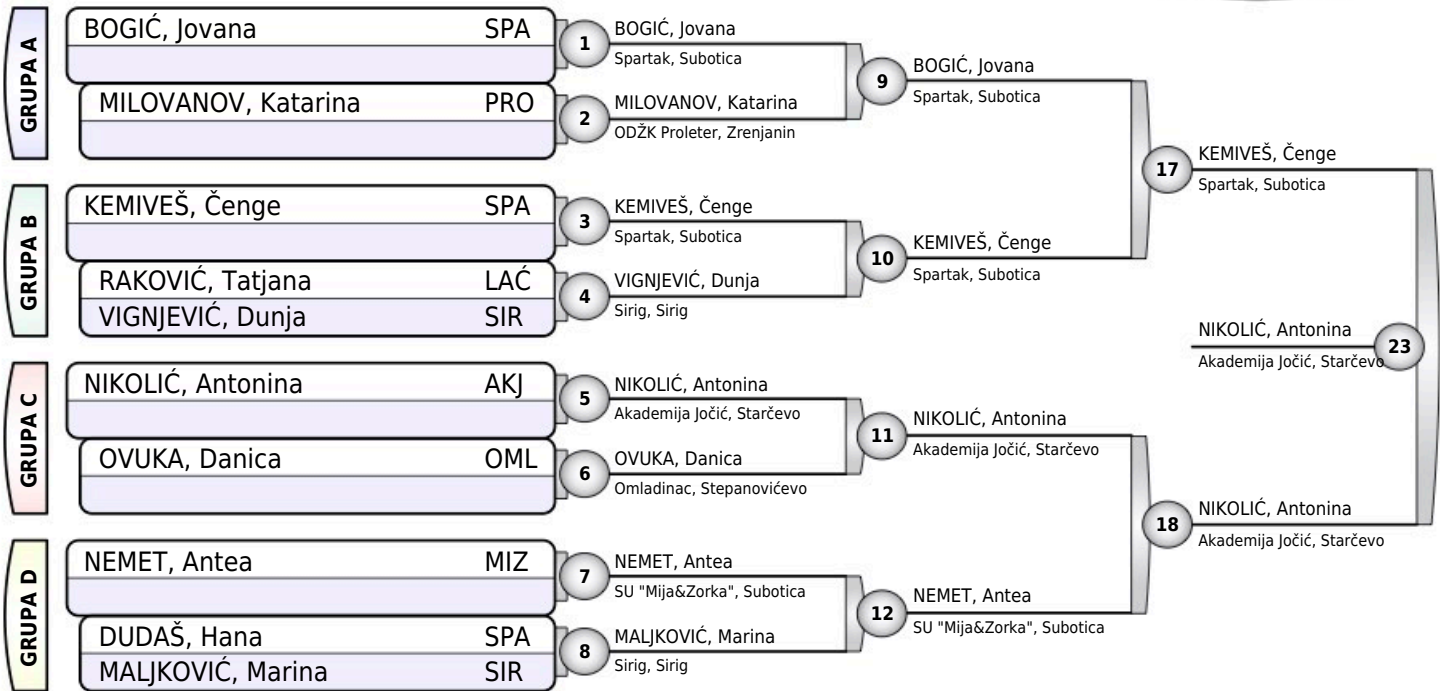 GRUPA A
BOGIĆ, Jovana SPA
MILOVANOV, Katarina PRO
GRUPA B
KEMIVEŠ, Čenge SPA
RAKOVIĆ, Tatjana LAĆ
VIGNJEVIĆ, Dunja SIR
GRUPA C
NIKOLIĆ, Antonina AKJ
OVUKA, Danica OML
GRUPA D
NEMET, Antea MIZ
DUDAŠ, Hana SPA
MALJKOVIĆ, Marina SIR
1
BOGIĆ, Jovana
Spartak, Subotica
2
MILOVANOV, Katarina
ODŽK Proleter, Zrenjanin
3
KEMIVEŠ, Čenge
Spartak, Subotica
4
VIGNJEVIĆ, Dunja
Sirig, Sirig
5
NIKOLIĆ, Antonina
Akademija Jočić, Starčevo
6
OVUKA, Danica
Omladinac, Stepanovićevo
7
NEMET, Antea
SU "Mija&Zorka", Subotica
8
MALJKOVIĆ, Marina
Sirig, Sirig
9
BOGIĆ, Jovana
Spartak, Subotica
10
KEMIVEŠ, Čenge
Spartak, Subotica
11
NIKOLIĆ, Antonina
Akademija Jočić, Starčevo
12
NEMET, Antea
SU "Mija&Zorka", Subotica
17
KEMIVEŠ, Čenge
Spartak, Subotica
18
NIKOLIĆ, Antonina
Akademija Jočić, Starčevo
NIKOLIĆ, Antonina
Akademija Jočić, Starčevo
23